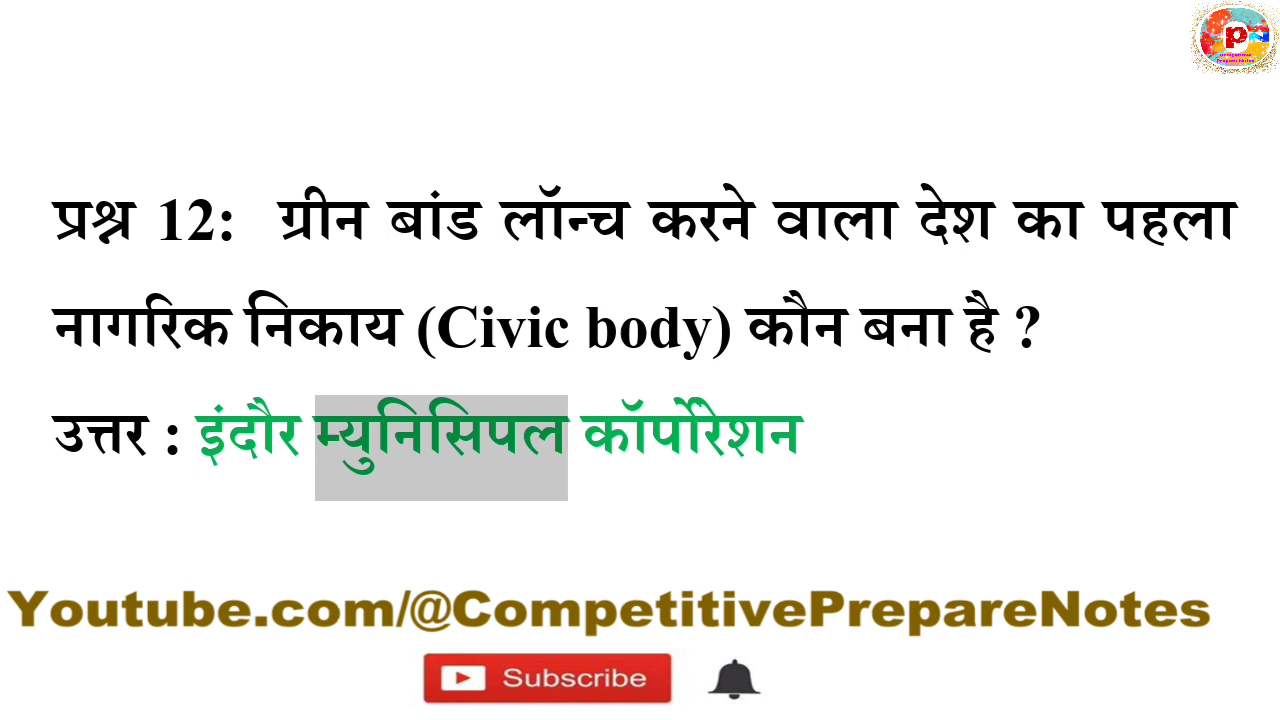 प्रश्न 12: ग्रीन बांड लॉन्च करने वाला देश का पहला
नागरिक निकाय (Civic body) कौन बना है ?
उत्तर : इंदौर म्युनिसिपल कॉर्पोरेशन
Youtube.com/@CompetitivePrepareNotes
Subscribe